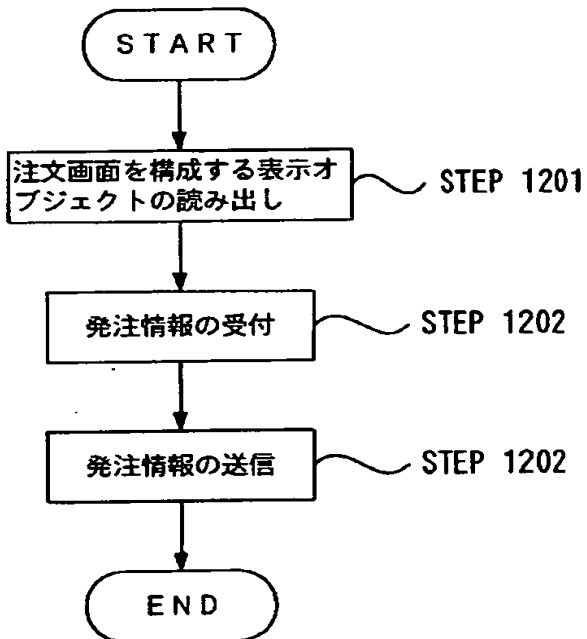 START
注文画面を構成する表示オ
ブジェクトの読み出し
STEP 1201
発注情報の受付
STEP 1202
発注情報の送信
STEP 1202
END